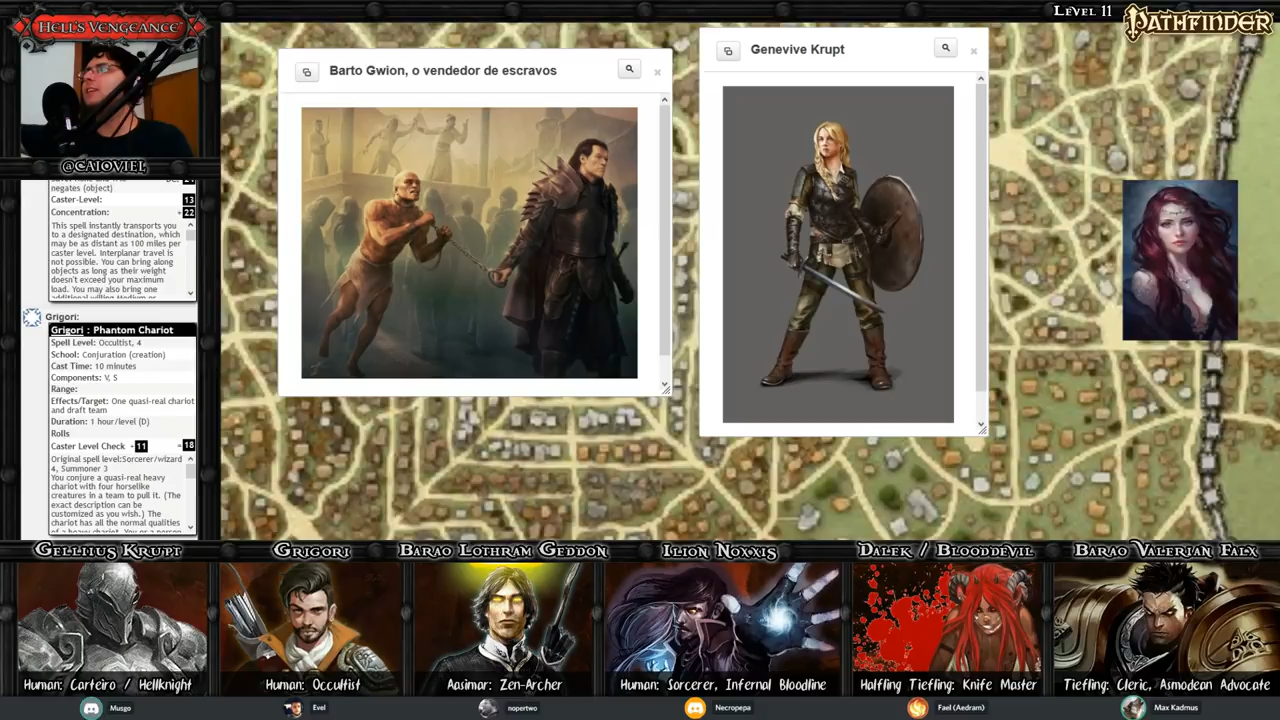 HELL'S VENGEANCE
@CAIOVIEL
LEVEL 11
PATHFINDER
negates (object)
Caster-Level: 13
Concentration: + 22
This spell instantly transports you
to a designated destination, which
may be as distant as 100 miles per
caster level. Interplanar travel is
not possible. You can bring along
objects as long as their weight
doesn't exceed your maximum
load. You may also bring one
Grigori:
Grigori : Phantom Chariot
Spell Level: Occultist, 4
School: Conjuration (creation)
Cast Time: 10 minutes
Components: V, S
Range:
Effects/Target: One quasi-real chariot
and draft team
Duration: 1 hour/level (D)
Rolls
Caster Level Check - 11 = 18
Original spell level:Sorcerer/wizard
4, Summoner 3
You conjure a quasi-real heavy
chariot with four horselike
creatures in a team to pull it. (The
exact description can be
customized as you wish.) The
chariot has all the normal qualities
Barto Gwion, o vendedor de escravos
Genevive Krupt
GELLIUS KRUPT
GRIGORI
BARAO LOTHRAM GEDDON
ILION NOXXIS
DALEK / BLOODDEVIL
BARAO VALERIAN FALX
Human: Carteiro / Hellknight
Human: Occultist
Aasimar: Zen-Archer
Human: Sorcerer, Infernal Bloodline
Halfling Tiefling: Knife Master
Tiefling: Cleric, Asmodean Advocate
Musgo
Evel
nopertwo
Necropepa
Fael (Aedram)
Max Kadmus